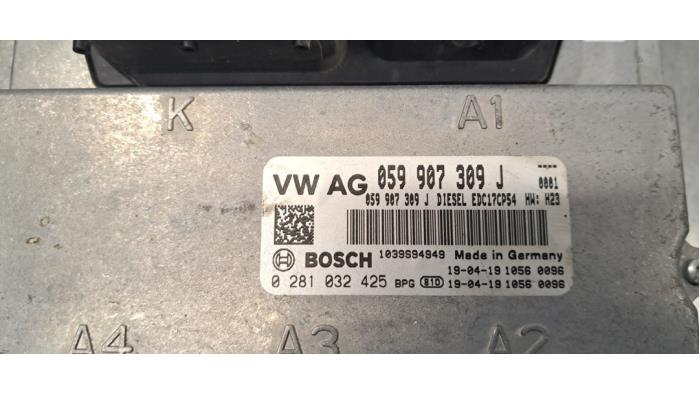 K A1
VW AG 059 907 309 J 0001
059 907 309 J DIESEL EDC17CP54 HW: H23
BOSCH 1039S94949 Made in Germany
0 281 032 425 BPG 610 19-04-19 1056 0096
19-04-19 1056 0096
A4 A3 A2